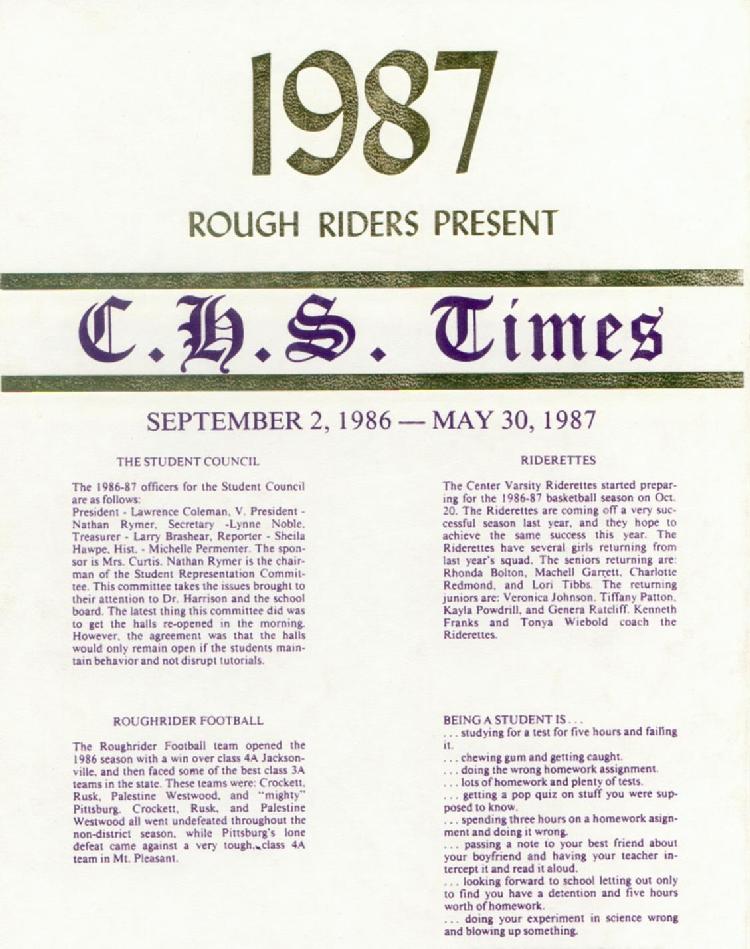 1987
ROUGH RIDERS PRESENT
C.H.S. Times
SEPTEMBER 2, 1986 — MAY 30, 1987
THE STUDENT COUNCIL
The 1986-87 officers for the Student Council
are as follows:
President - Lawrence Coleman, V. President -
Nathan Rymer, Secretary -Lynne Noble,
Treasurer - Larry Brashear, Reporter - Sheila
Hawpe, Hist. - Michelle Permenter. The spon-
sor is Mrs. Curtis. Nathan Rymer is the chair-
man of the Student Representation Commit-
tee. This committee takes the issues brought to
their attention to Dr. Harrison and the school
board. The latest thing this committee did was
to get the halls re-opened in the morning.
However, the agreement was that the halls
would only remain open if the students main-
tain behavior and not disrupt tutorials.
ROUGHRIDER FOOTBALL
The Roughrider Football team opened the
1986 season with a win over class 4A Jackson-
ville, and then faced some of the best class 3A
teams in the state. These teams were: Crockett,
Rusk, Palestine Westwood, and "mighty"
Pittsburg. Crockett, Rusk, and Palestine
Westwood all went undefeated throughout the
non-district season, while Pittsburg's lone
defeat came against a very tough class 4A
team in Mt. Pleasant.
RIDERETTES
The Center Varsity Riderettes started prepar-
ing for the 1986-87 basketball season on Oct.
20. The Riderettes are coming off a very suc-
cessful season last year, and they hope to
achieve the same success this year. The
Riderettes have several girls returning from
last year's squad. The seniors returning are:
Rhonda Bolton, Machell Garrett, Charlotte
Redmond, and Lori Tibbs. The returning
juniors are: Veronica Johnson, Tiffany Patton,
Kayla Powdrill, and Genera Ratcliff. Kenneth
Franks and Tonya Wiebold coach the
Riderettes.
BEING A STUDENT IS . . .
. . . studying for a test for five hours and failing
it.
. . . chewing gum and getting caught.
. . . doing the wrong homework assignment.
. . . lots of homework and plenty of tests.
. . . getting a pop quiz on stuff you were sup-
posed to know.
. . . spending three hours on a homework asign-
ment and doing it wrong.
. . . passing a note to your best friend about
your boyfriend and having your teacher in-
tercept it and read it aloud.
. . . looking forward to school letting out only
to find you have a detention and five hours
worth of homework.
. . . doing your experiment in science wrong
and blowing up something.